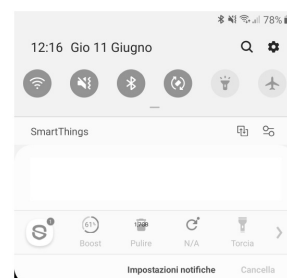 78%
12:16 Gio 11 Giugno
SmartThings
S
61%
Boost Pulire N/A Torcia
Impostazioni notifiche Cancella